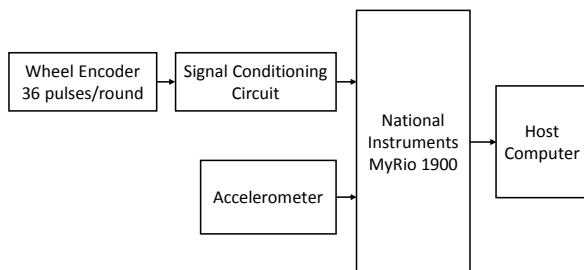 Wheel Encoder
36 pulses/round
Signal Conditioning
Circuit
National
Instruments
MyRio 1900
Host
Computer
Accelerometer